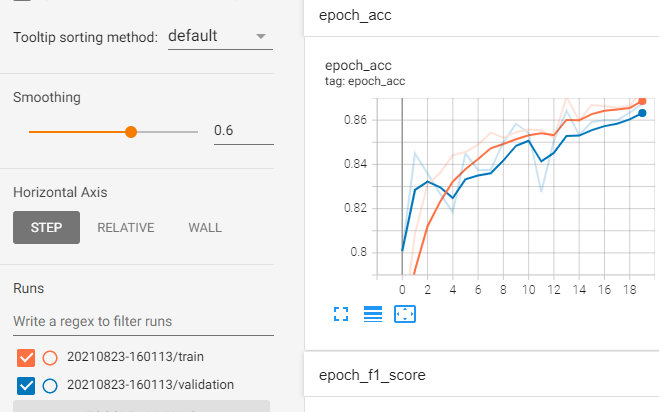 Tooltip sorting method: default
Smoothing
0.6
Horizontal Axis
STEP RELATIVE WALL
Runs
Write a regex to filter runs
20210823-160113/train
20210823-160113/validation
epoch_acc
epoch_acc
tag: epoch_acc
0.86
0.84
0.82
0.8
0 2 4 6 8 10 12 14 16 18
epoch_f1_score